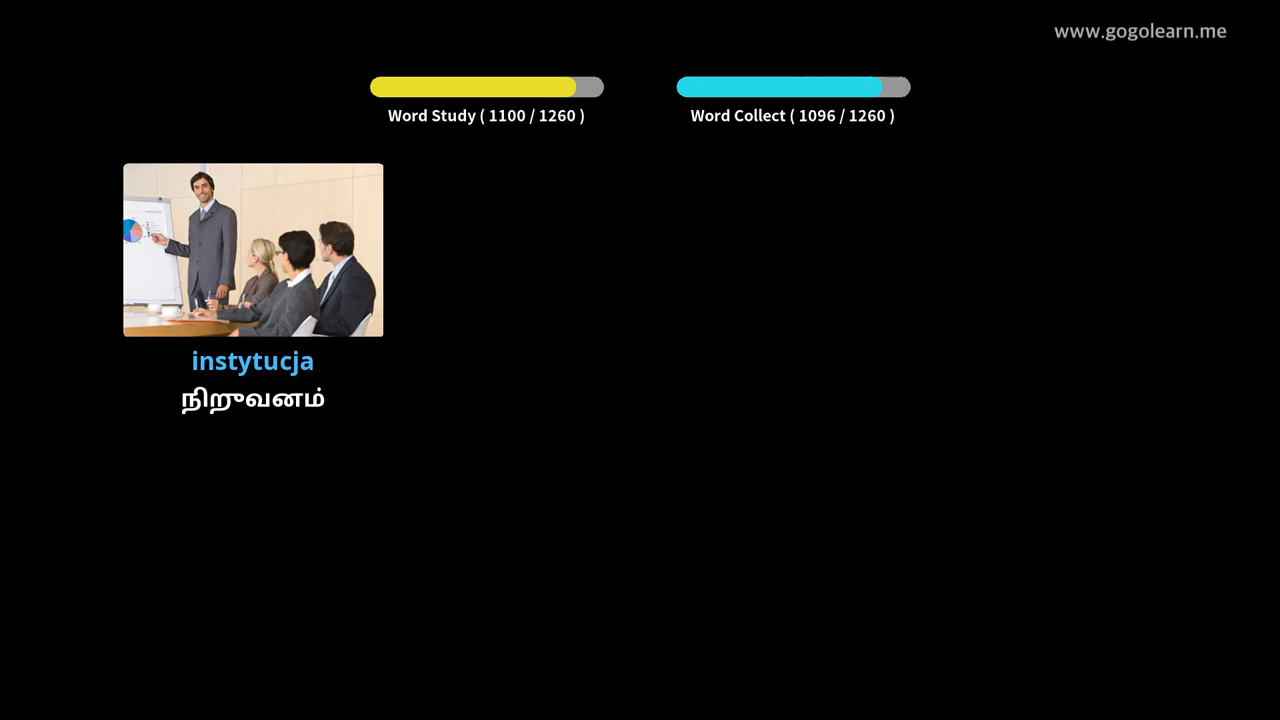 www.gogolearn.me
Word Study ( 1100 / 1260 )
Word Collect ( 1096 / 1260 )
instytucja
நிறுவனம்